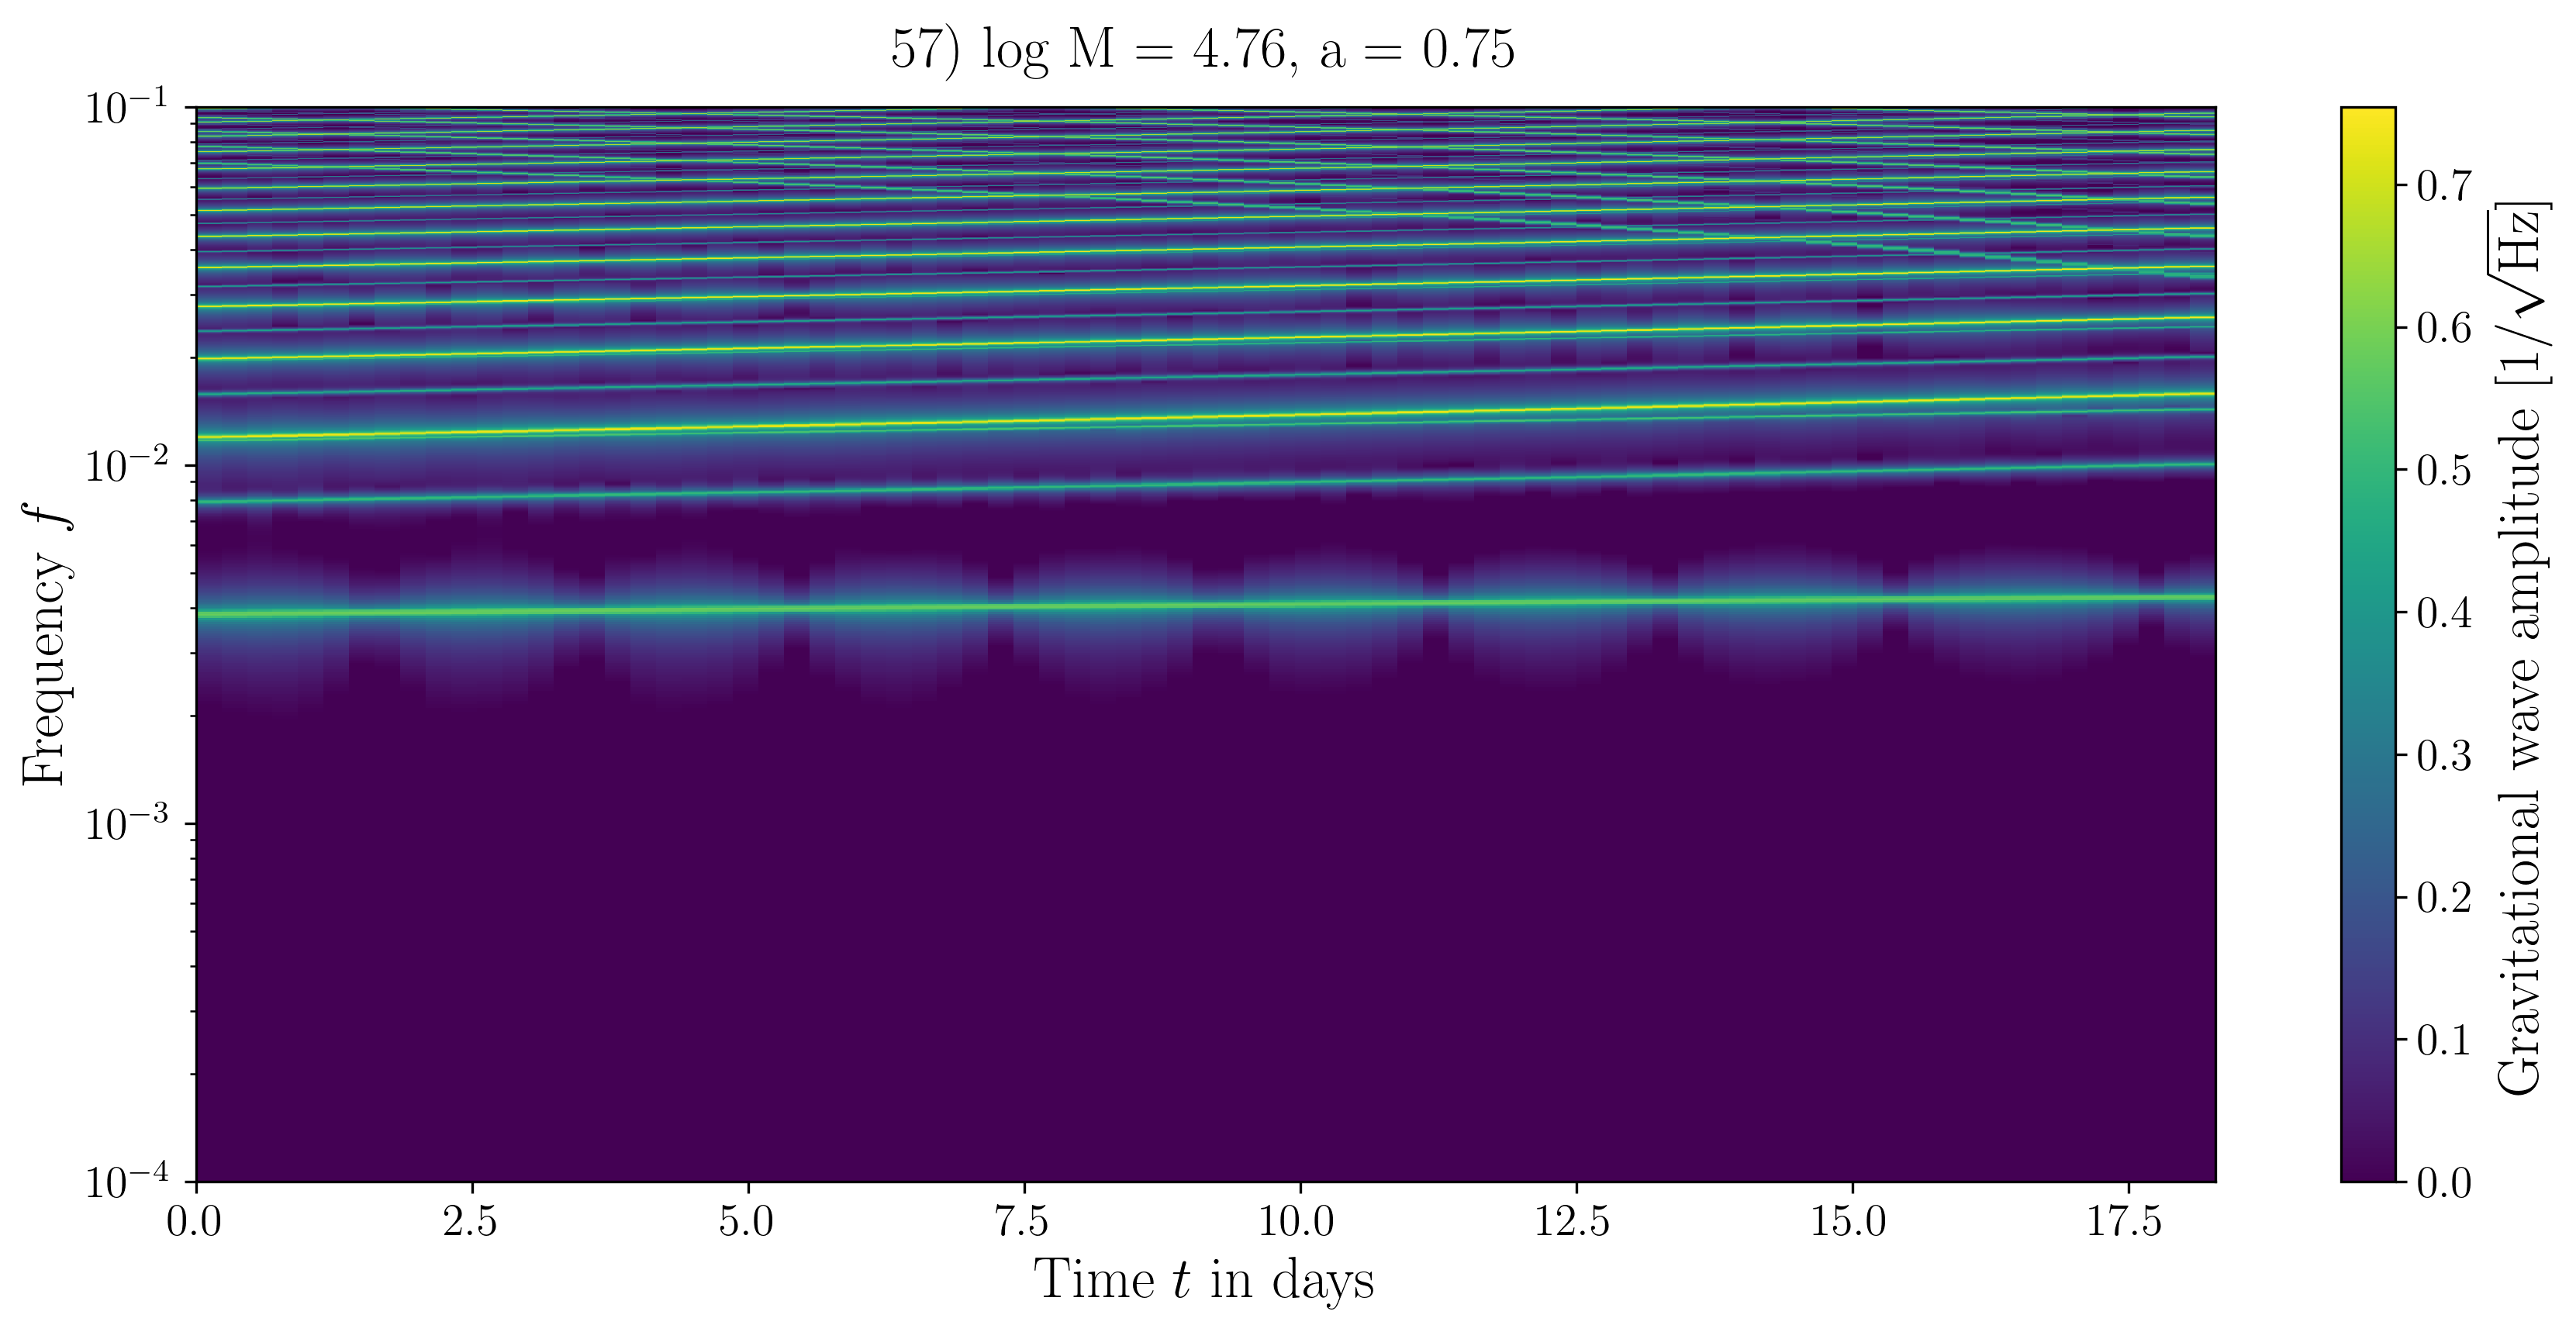 57) log M = 4.76, a = 0.75
10⁻¹
10⁻²
10⁻³
10⁻⁴
Frequency f
0.0 2.5 5.0 7.5 10.0 12.5 15.0 17.5
Time t in days
0.7
0.6
0.5
0.4
0.3
0.2
0.1
0.0
Gravitational wave amplitude [1/√Hz]